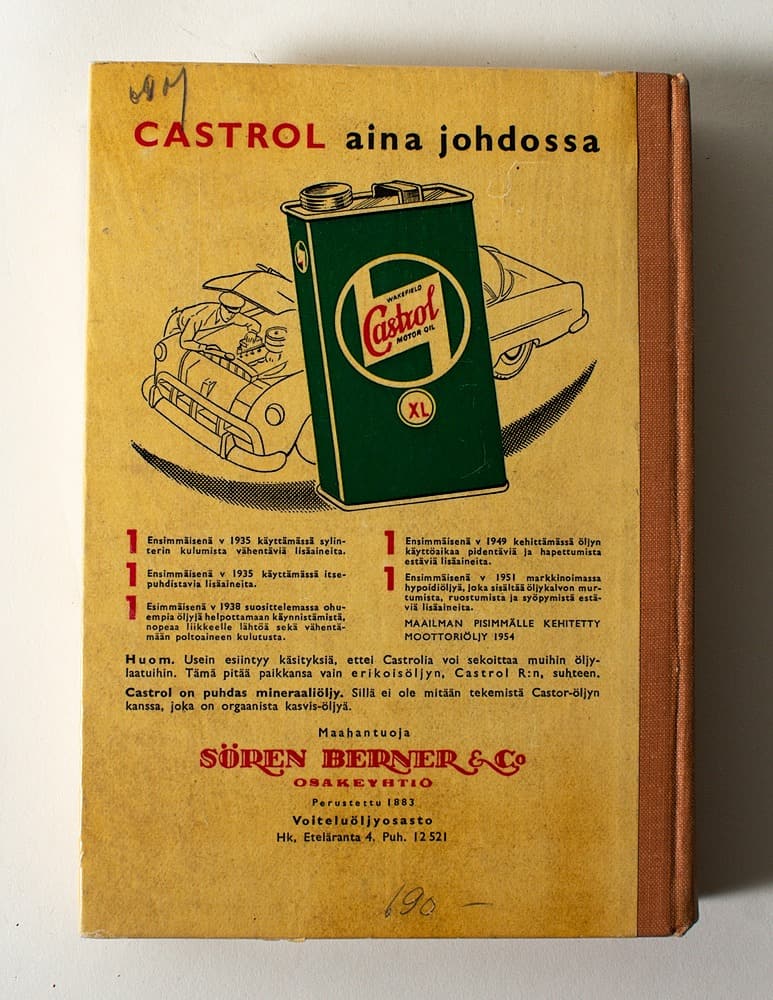 CASTROL aina johdossa
WAKEFIELD
Castrol
MOTOR OIL
XL
1 Ensimmäisenä v 1935 käyttämässä sylin-
terin kulumista vähentäviä lisäaineita.
1 Ensimmäisenä v 1935 käyttämässä itse-
puhdistavia lisäaineita.
1 Esimmäisenä v 1938 suosittelemassa ohu-
empia öljyjä helpottamaan käynnistämistä,
nopeaa liikkeelle lähtöä sekä vähentä-
mään poltoaineen kulutusta.
1 Ensimmäisenä v 1949 kehittämässä öljyn
käyttöaikaa pidentäviä ja hapettumista
estäviä lisäaineita.
1 Ensimmäisenä v 1951 markkinoimassa
hypoidiöljyä, joka sisältää öljykalvon mur-
tumista, ruostumista ja syöpymistä estä-
viä lisäaineita.
MAAILMAN PISIMMÄLLE KEHITETTY
MOOTTORIÖLJY 1954
Huom. Usein esiintyy käsityksiä, ettei Castrolia voi sekoittaa muihin öljy-
laatuihin. Tämä pitää paikkansa vain erikoisöljyn, Castrol R:n, suhteen.
Castrol on puhdas mineraaliöljy. Sillä ei ole mitään tekemistä Castor-öljyn
kanssa, joka on orgaanista kasvis-öljyä.
Maahantuoja
SÖREN BERNER & Co
OSAKEYHTIÖ
Perustettu 1883
Voiteluöljyosasto
Hk, Eteläranta 4. Puh. 12 521
690 —